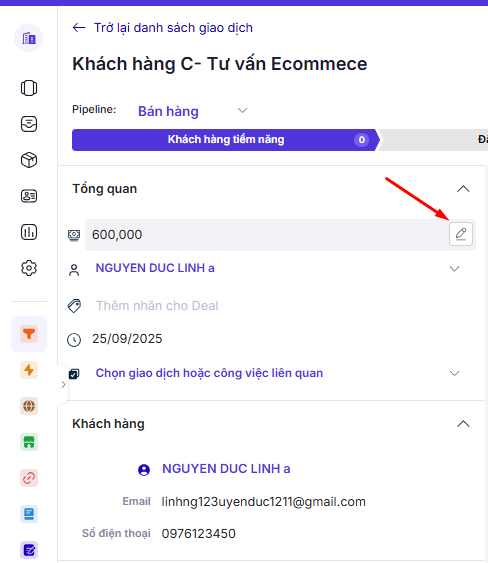 Trở lại danh sách giao dịch
Khách hàng C- Tư vấn Ecommece
Pipeline: Bán hàng
Khách hàng tiềm năng 0
Tổng quan
600,000
NGUYEN DUC LINH a
Thêm nhãn cho Deal
25/09/2025
Chọn giao dịch hoặc công việc liên quan
Khách hàng
NGUYEN DUC LINH a
Email linhng123uyenduc1211@gmail.com
Số điện thoại 0976123450